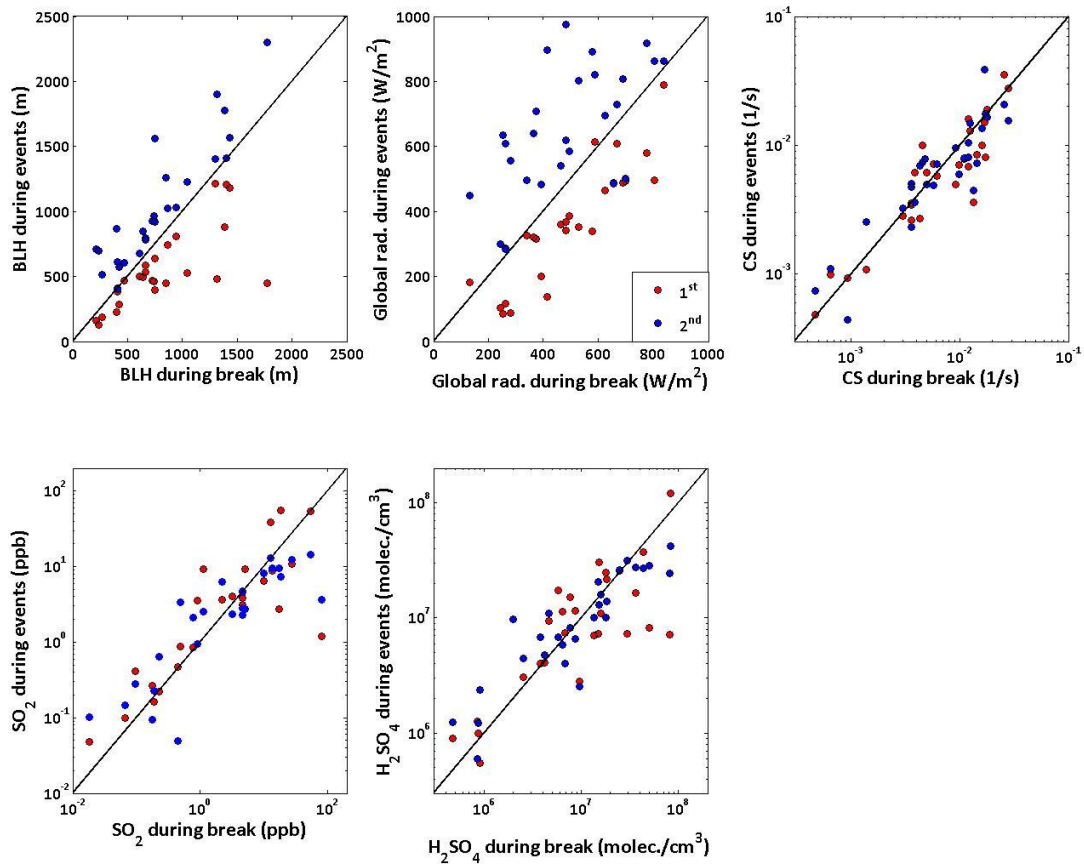 BLH during events (m)
2500
2000
1500
1000
500
0
0 500 1000 1500 2000 2500
BLH during break (m)
Global rad. during events (W/m²)
1000
800
600
400
200
0
0 200 400 600 800 1000
Global rad. during break (W/m²)
1st
2nd
CS during events (1/s)
10⁻¹
10⁻²
10⁻³
10⁻³ 10⁻² 10⁻¹
CS during break (1/s)
SO₂ during events (ppb)
10²
10¹
10⁰
10⁻¹
10⁻²
10⁻² 10⁰ 10²
SO₂ during break (ppb)
H₂SO₄ during events (molec./cm³)
10⁸
10⁷
10⁶
10⁶ 10⁷ 10⁸
H₂SO₄ during break (molec./cm³)